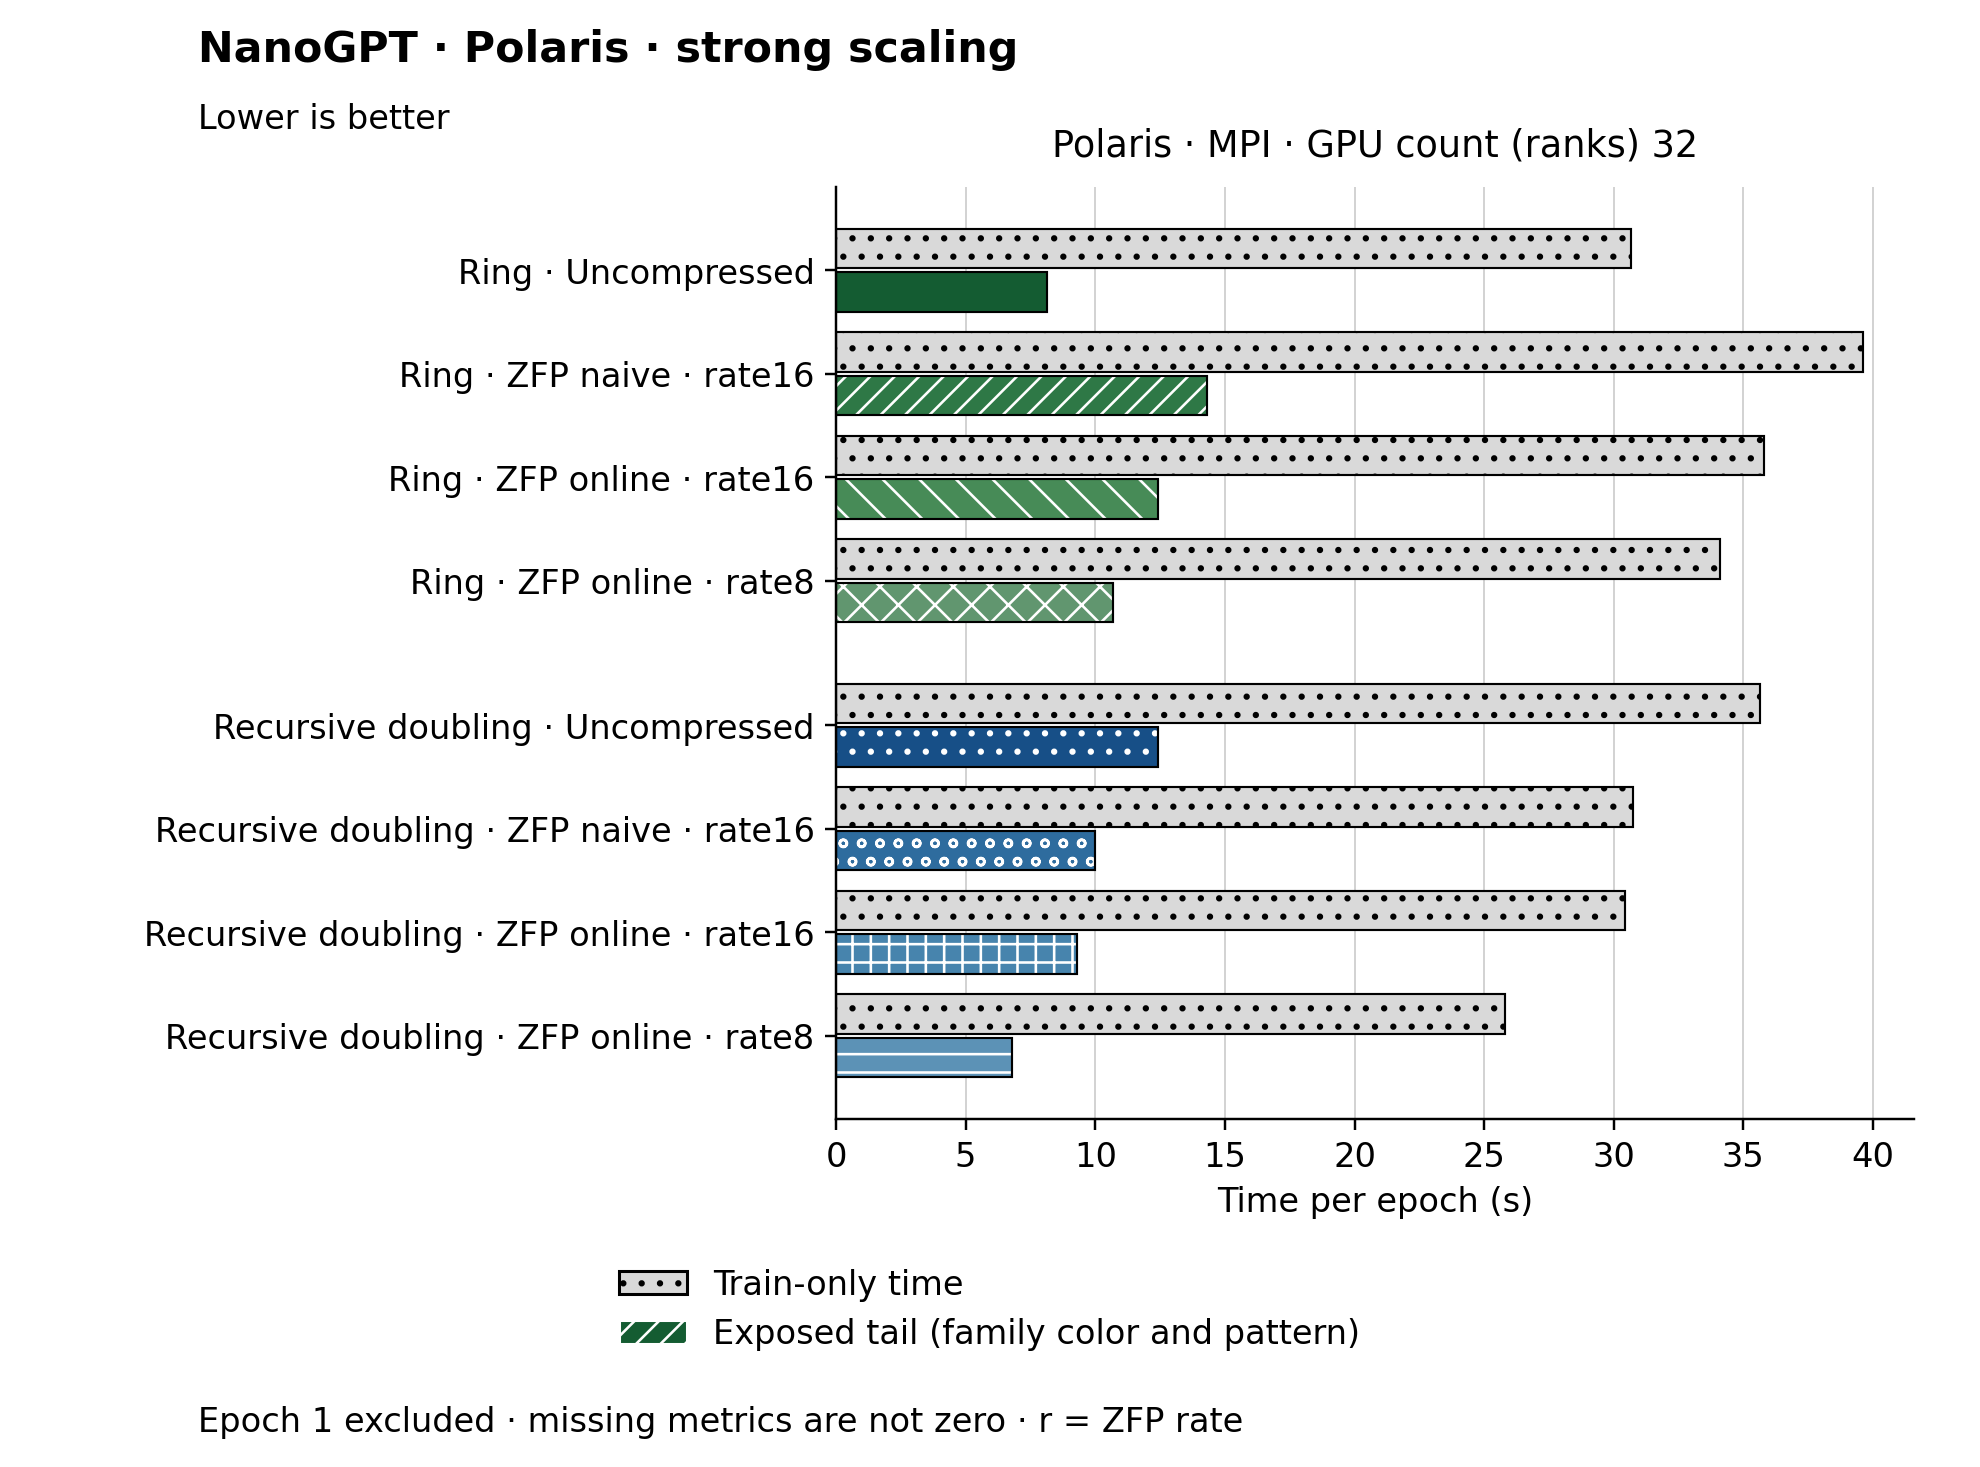 NanoGPT · Polaris · strong scaling
Lower is better
Polaris · MPI · GPU count (ranks) 32
Ring · Uncompressed
Ring · ZFP naive · rate16
Ring · ZFP online · rate16
Ring · ZFP online · rate8
Recursive doubling · Uncompressed
Recursive doubling · ZFP naive · rate16
Recursive doubling · ZFP online · rate16
Recursive doubling · ZFP online · rate8
0 5 10 15 20 25 30 35 40
Time per epoch (s)
Train-only time
Exposed tail (family color and pattern)
Epoch 1 excluded · missing metrics are not zero · r = ZFP rate